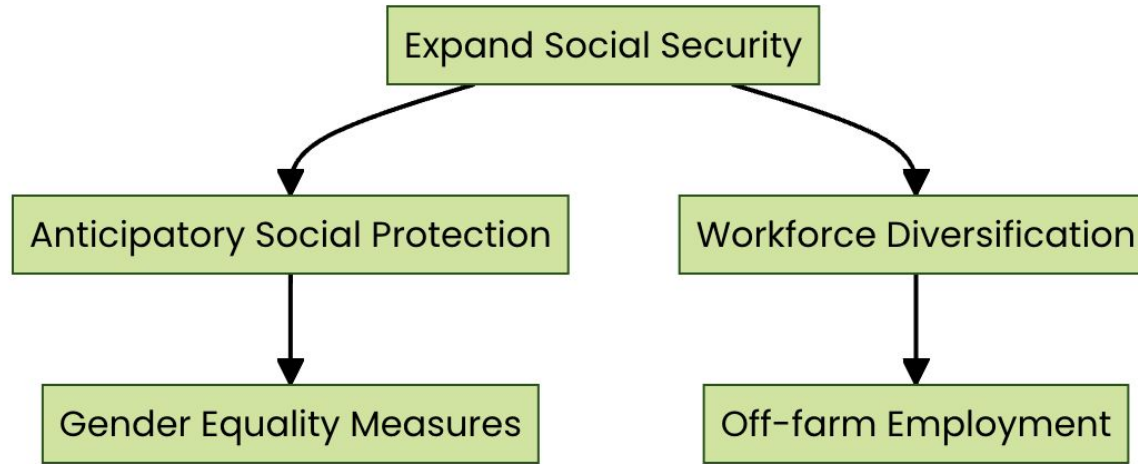 Expand Social Security
Anticipatory Social Protection
Workforce Diversification
Gender Equality Measures
Off-farm Employment